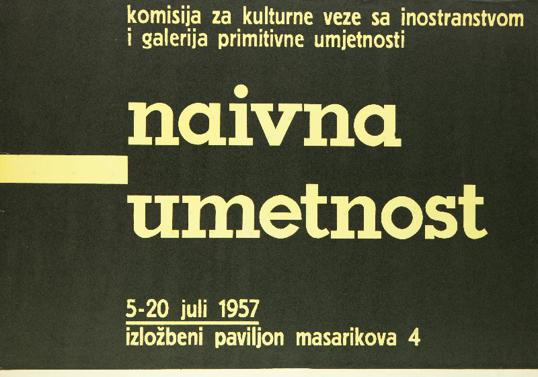 komisija za kulturne veze sa inostranstvom
i galerija primitivne umjetnosti
naivna
umetnost
5-20 juli 1957
izložbeni paviljon masarikova 4